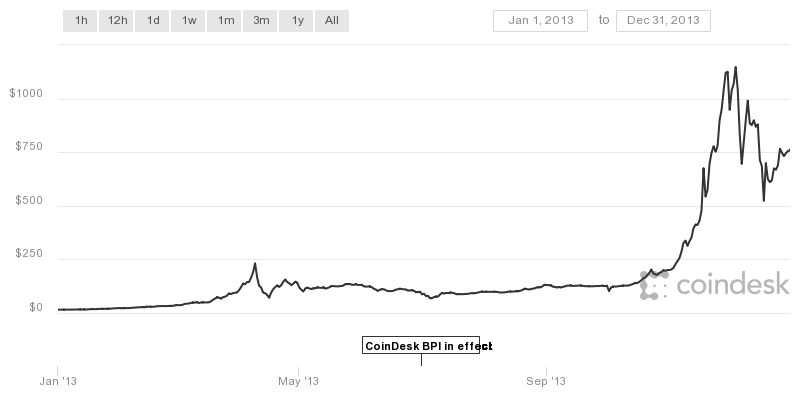 1h 12h 1d 1w 1m 3m 1y All Jan 1, 2013 to Dec 31, 2013
$1000
$750
$500
$250
coindesk
$0
CoinDesk BPI in effect
Jan '13 May '13 Sep '13